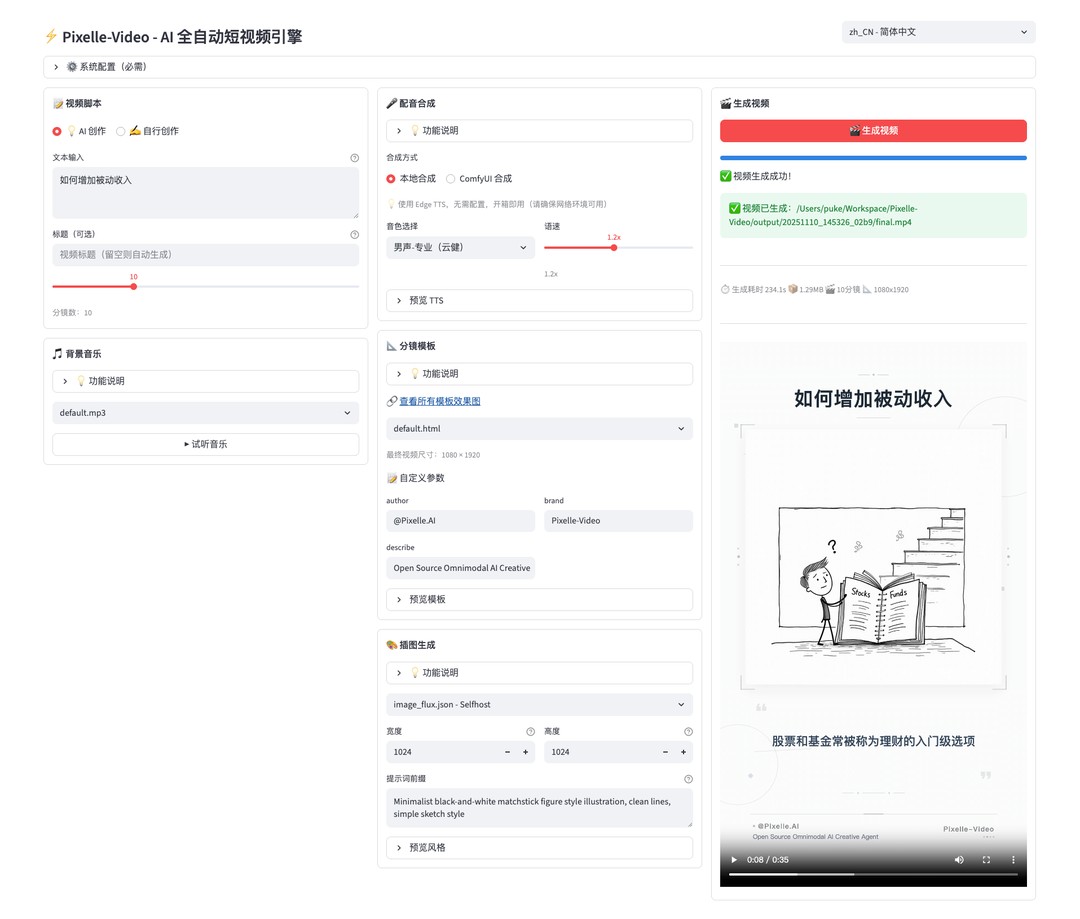 ⚡ Pixelle-Video - AI 全自动短视频引擎
zh_CN - 简体中文
⚙️ 系统配置（必需）
📝 视频脚本
💡 AI 创作
✍️ 自行创作
文本输入
如何增加被动收入
标题（可选）
视频标题（留空则自动生成）
10
分镜数：10
🎵 背景音乐
💡 功能说明
default.mp3
▶ 试听音乐
🎤 配音合成
💡 功能说明
合成方式
本地合成
ComfyUI 合成
💡 使用 Edge TTS，无需配置，开箱即用（请确保网络环境可用）
音色选择
语速
男声-专业（云健）
1.2x
1.2x
预览 TTS
📐 分镜模板
💡 功能说明
🔗 查看所有模板效果图
default.html
最终视频尺寸：1080 × 1920
📝 自定义参数
author
brand
@Pixelle.AI
Pixelle-Video
describe
Open Source Omnimodal AI Creative
预览模板
🎨 插图生成
💡 功能说明
image_flux.json - Selfhost
宽度
高度
1024
1024
提示词前缀
Minimalist black-and-white matchstick figure style illustration, clean lines,
simple sketch style
预览风格
🎬 生成视频
🎬 生成视频
✅ 视频生成成功！
✅ 视频已生成：/Users/puke/Workspace/Pixelle-
Video/output/20251110_145326_02b9/final.mp4
⏱️ 生成耗时 234.1s 📦 1.29MB 🎬 10分镜 📐 1080x1920
如何增加被动收入
?
Stocks
Funds
股票和基金常被称为理财的入门级选项
@Pixelle.AI
Open Source Omnimodal AI Creative Agent
Pixelle-Video
0:08 / 0:35